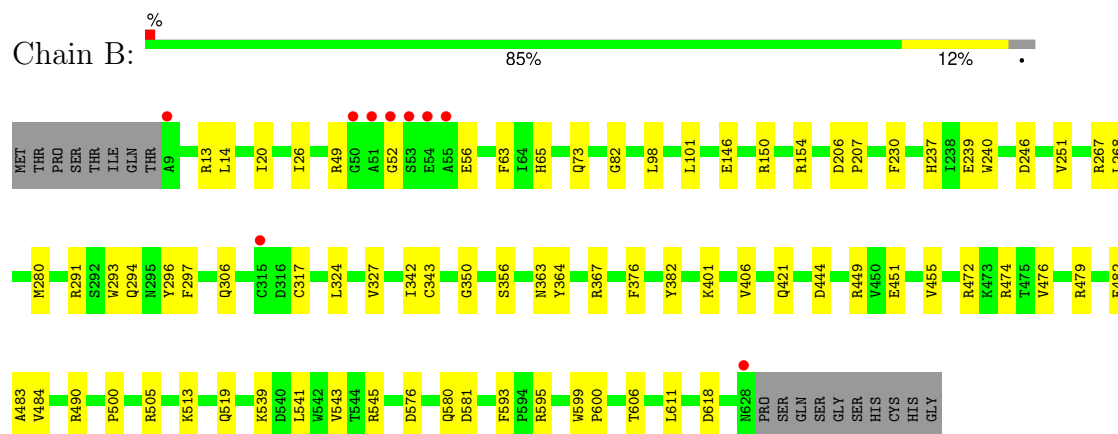 %
Chain B:
85% 12% •
MET THR PRO SER THR ILE GLN THR A9 R13 L14 I20 I26 R49 G50 A51 G52 S53 E54 A55 E56 F63 I64 H65 Q73 G82 L98 L101 E146 R150 R154 D206 P207 F230 H237 I238 E239 W240 D246 V251 R267 L268
M280 R291 S292 W293 Q294 N295 Y296 F297 Q306 C315 D316 C317 L324 V327 I342 C343 G350 S356 N363 Y364 R367 F376 Y382 K401 V406 Q421 D444 R449 V450 E451 V455 R472 K473 R474 T475 V476 R479
A483 V484 R490 P500 R505 K513 Q519 K539 D540 L541 W542 V543 T544 R545 D576 Q580 D581 F593 P594 R595 W599 P600 T606 L611 D618 N628 PRO SER GLN SER GLY SER HIS CYS HIS GLY